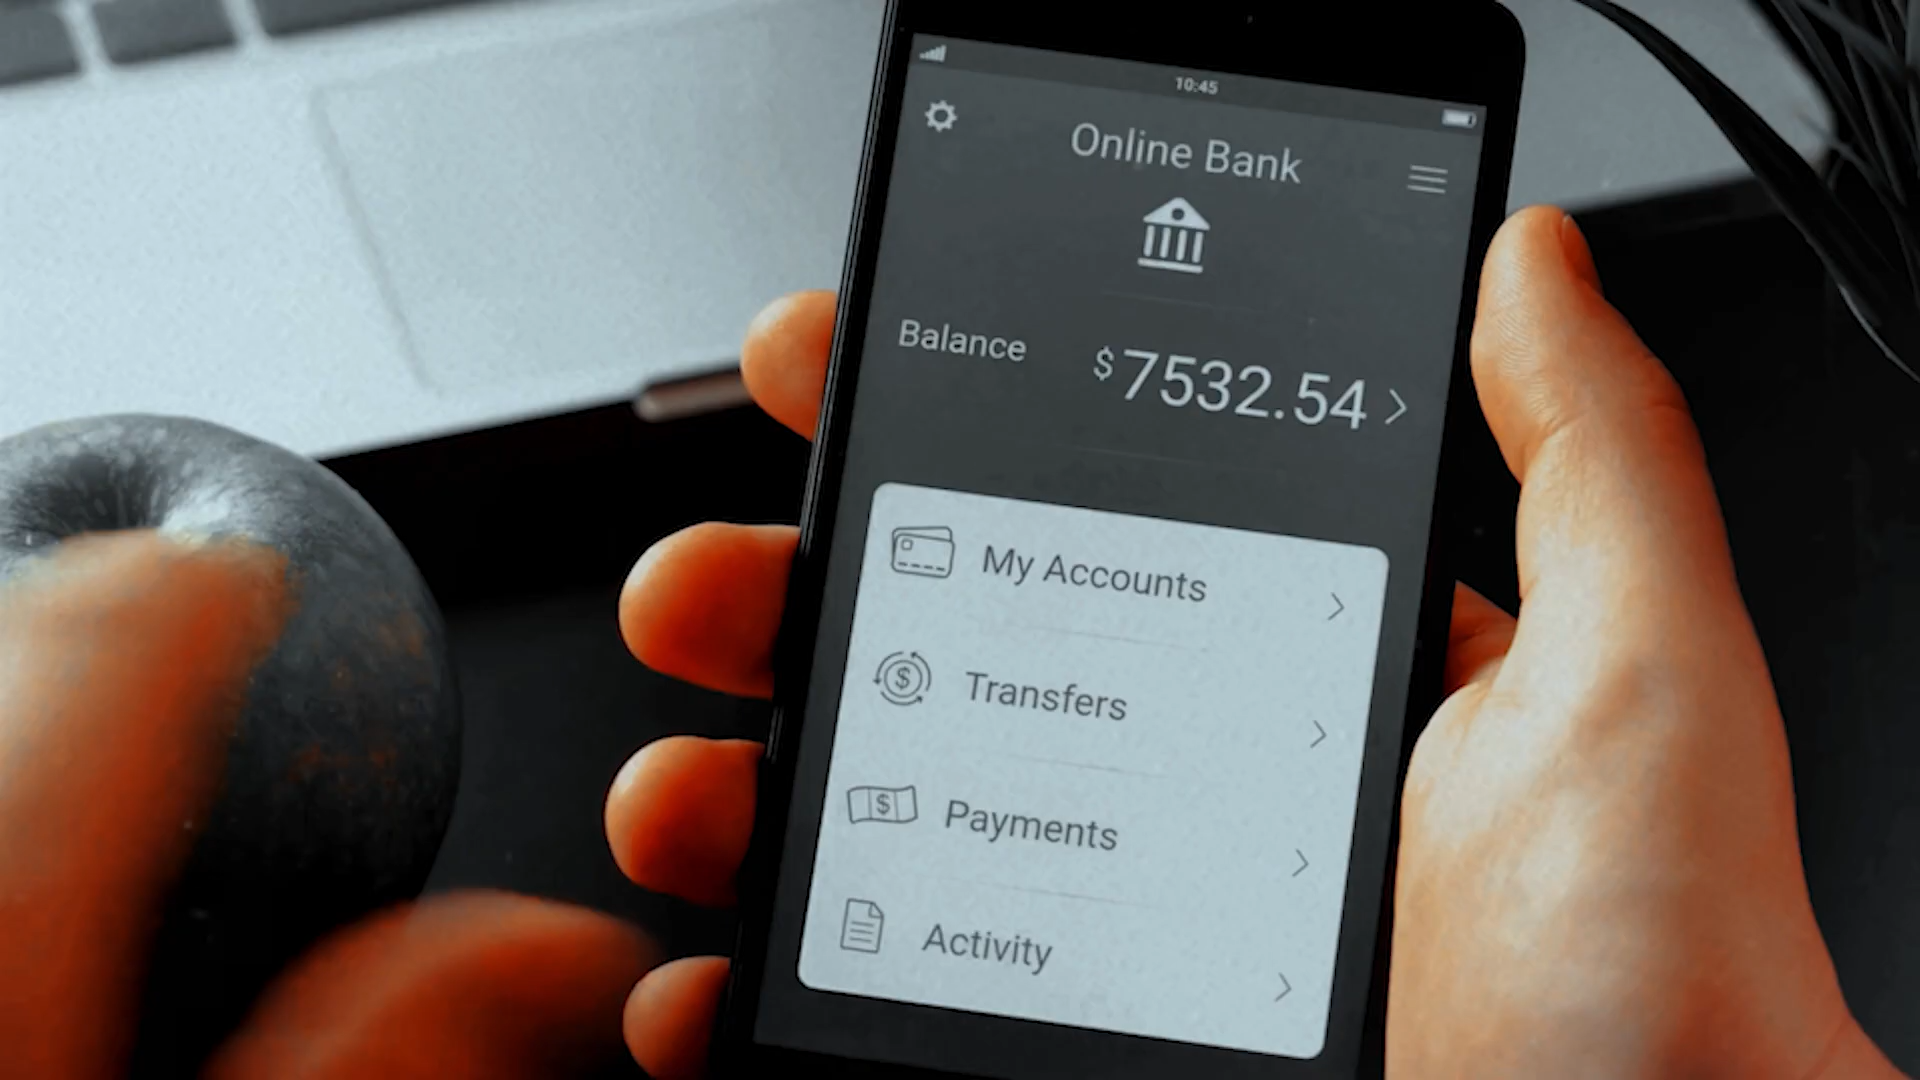 10:45
Online Bank
Balance $7532.54
My Accounts
Transfers
Payments
Activity